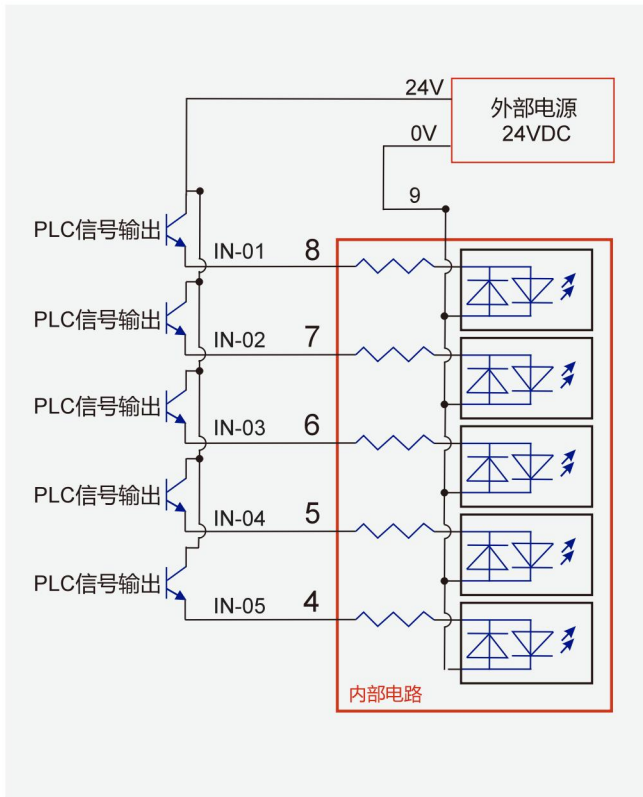 24V
外部电源
24VDC
0V
9
PLC信号输出
IN-01 8
PLC信号输出
IN-02 7
PLC信号输出
IN-03 6
PLC信号输出
IN-04 5
PLC信号输出
IN-05 4
内部电路